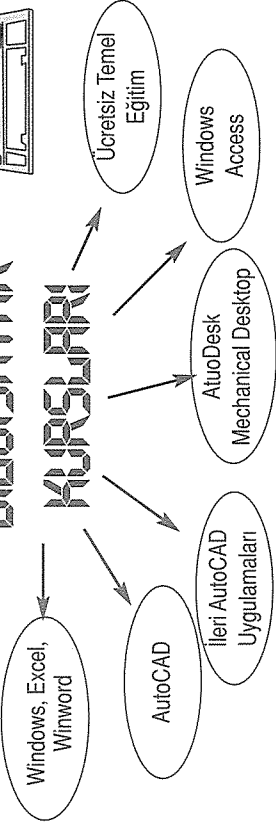 KURSLARI
Windows, Excel,
Winword
AutoCAD
İleri AutoCAD
Uygulamaları
AtuoDesk
Mechanical Desktop
Windows
Access
Ücretsiz Temel
Eğitim